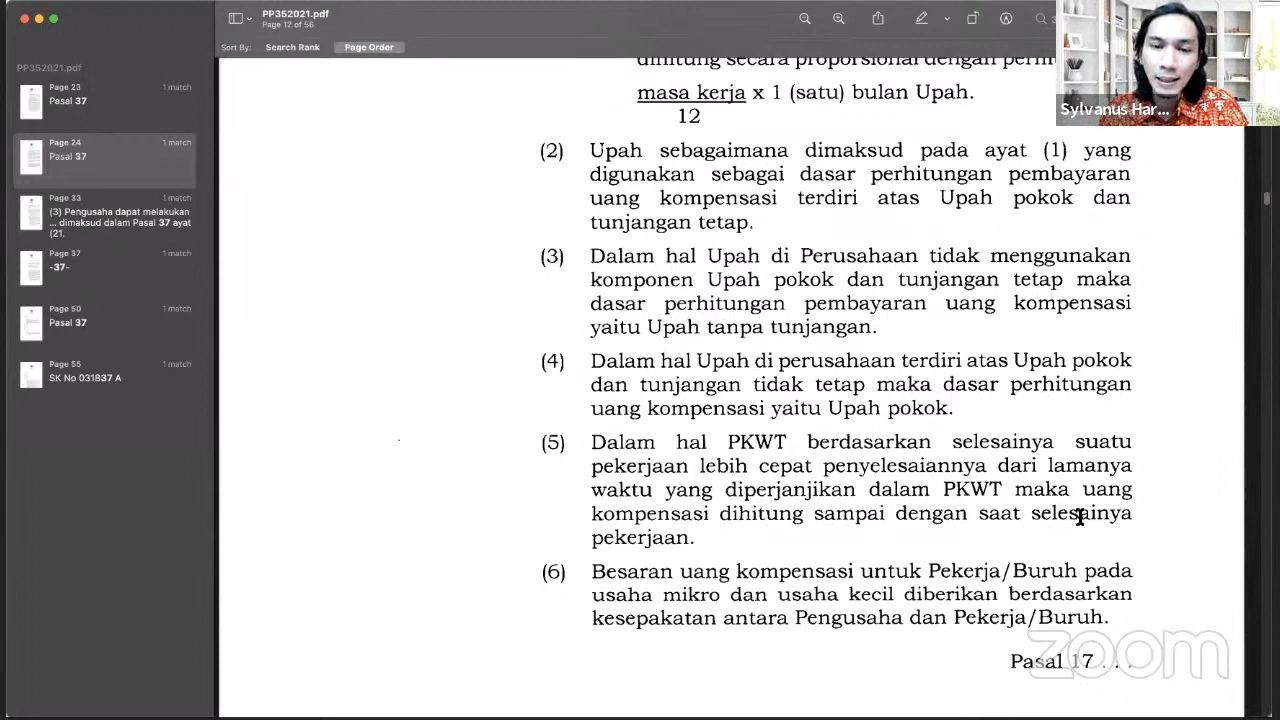 PP352021.pdf
Page 12 of 56
Sort By:
Search Rank
Page Order
PP352021.pdf
Page 23
1 match
Pasal 37
Page 24
1 match
Pasal 37
Page 33
1 match
(3) Pengusaha dapat melakukan
... dimaksud dalam Pasal 37 ayat
(21.
Page 37
1 match
-37-
Page 50
1 match
Pasal 37
Page 55
1 match
SK No 031837 A
Sylvanus Har...
dihitung secara proporsional dengan
masa kerja x 1 (satu) bulan Upah.
12
(2) Upah sebagaimana dimaksud pada ayat (1) yang
digunakan sebagai dasar perhitungan pembayaran
uang kompensasi terdiri atas Upah pokok dan
tunjangan tetap.
(3) Dalam hal Upah di Perusahaan tidak menggunakan
komponen Upah pokok dan tunjangan tetap maka
dasar perhitungan pembayaran uang kompensasi
yaitu Upah tanpa tunjangan.
(4) Dalam hal Upah di perusahaan terdiri atas Upah pokok
dan tunjangan tidak tetap maka dasar perhitungan
uang kompensasi yaitu Upah pokok.
(5) Dalam hal PKWT berdasarkan selesainya suatu
pekerjaan lebih cepat penyelesaiannya dari lamanya
waktu yang diperjanjikan dalam PKWT maka uang
kompensasi dihitung sampai dengan saat selesainya
pekerjaan.
(6) Besaran uang kompensasi untuk Pekerja/Buruh pada
usaha mikro dan usaha kecil diberikan berdasarkan
kesepakatan antara Pengusaha dan Pekerja/Buruh.
Pasal 17 . . .
zoom